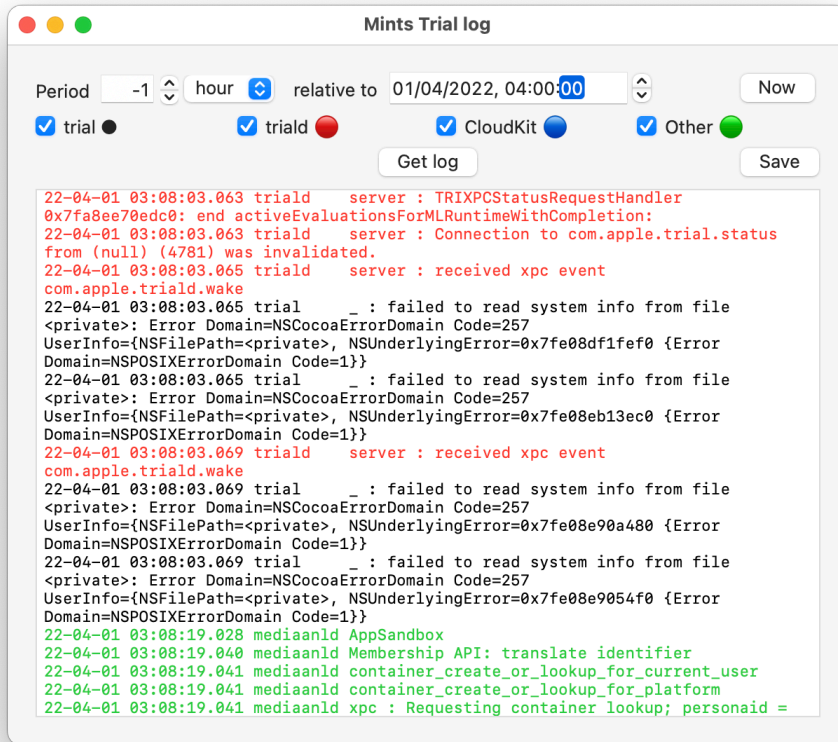 Mints Trial log
Period -1 hour relative to 01/04/2022, 04:00:00 Now
trial triald CloudKit Other
Get log Save
22-04-01 03:08:03.063 triald server : TRIXPCStatusRequestHandler
0x7fa8ee70edc0: end activeEvaluationsForMLRuntimeWithCompletion:
22-04-01 03:08:03.063 triald server : Connection to com.apple.trial.status
from (null) (4781) was invalidated.
22-04-01 03:08:03.065 triald server : received xpc event
com.apple.triald.wake
22-04-01 03:08:03.065 trial _ : failed to read system info from file
<private>: Error Domain=NSCocoaErrorDomain Code=257
UserInfo={NSFilePath=<private>, NSUnderlyingError=0x7fe08df1fef0 {Error
Domain=NSPOSIXErrorDomain Code=1}}
22-04-01 03:08:03.065 trial _ : failed to read system info from file
<private>: Error Domain=NSCocoaErrorDomain Code=257
UserInfo={NSFilePath=<private>, NSUnderlyingError=0x7fe08eb13ec0 {Error
Domain=NSPOSIXErrorDomain Code=1}}
22-04-01 03:08:03.069 triald server : received xpc event
com.apple.triald.wake
22-04-01 03:08:03.069 trial _ : failed to read system info from file
<private>: Error Domain=NSCocoaErrorDomain Code=257
UserInfo={NSFilePath=<private>, NSUnderlyingError=0x7fe08e90a480 {Error
Domain=NSPOSIXErrorDomain Code=1}}
22-04-01 03:08:03.069 trial _ : failed to read system info from file
<private>: Error Domain=NSCocoaErrorDomain Code=257
UserInfo={NSFilePath=<private>, NSUnderlyingError=0x7fe08e9054f0 {Error
Domain=NSPOSIXErrorDomain Code=1}}
22-04-01 03:08:19.028 mediaanld AppSandbox
22-04-01 03:08:19.040 mediaanld Membership API: translate identifier
22-04-01 03:08:19.041 mediaanld container_create_or_lookup_for_current_user
22-04-01 03:08:19.041 mediaanld container_create_or_lookup_for_platform
22-04-01 03:08:19.041 mediaanld xpc : Requesting container lookup; personaid =